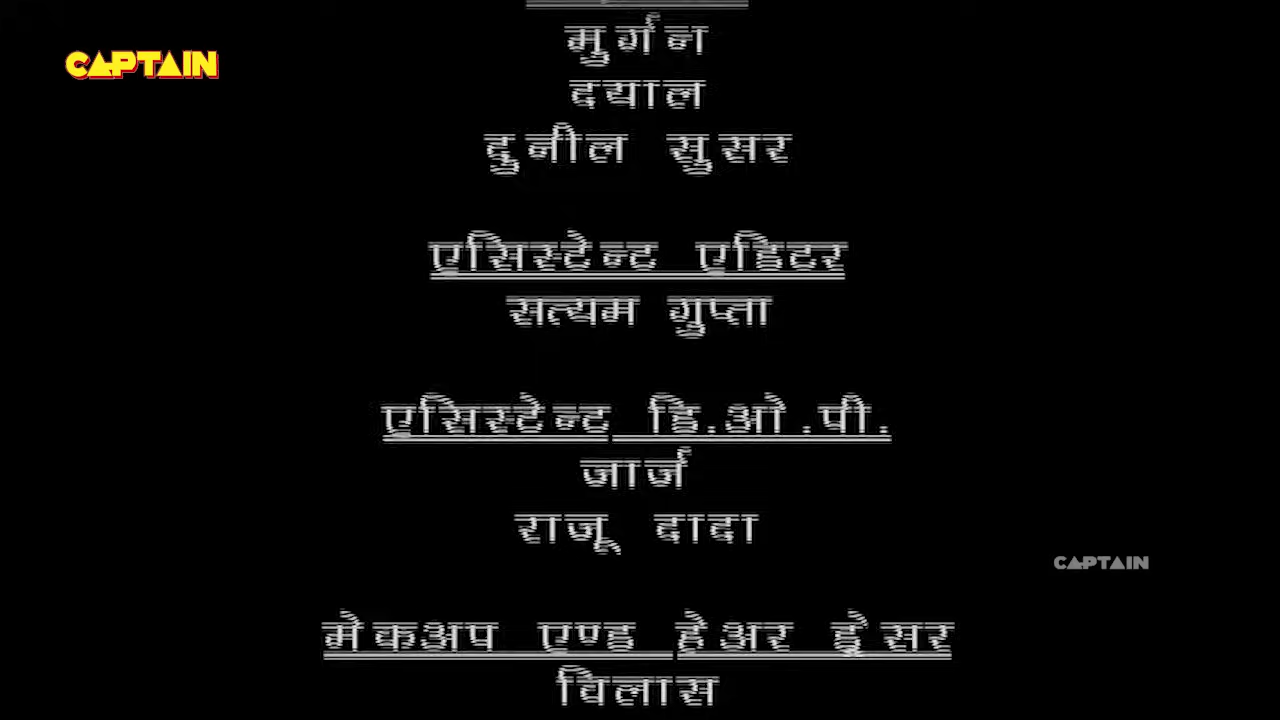 CAPTAIN
मुर्गन
दयाल
दुनील सुसर
एसिस्टेन्ट एडिटर
सत्यम गुप्ता
एसिस्टेन्ट डि.ओ.पी.
जार्ज
राजू दादा
CAPTAIN
मेकअप एण्ड हेअर ड्रेसर
विलास